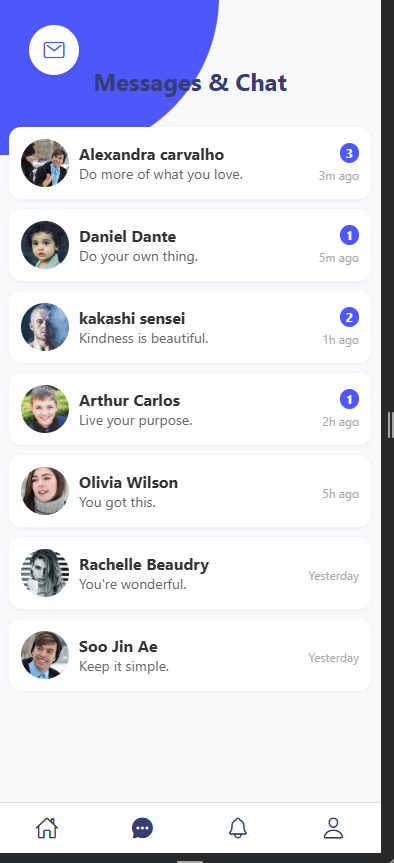 Messages & Chat
Alexandra carvalho
3
Do more of what you love.
3m ago
Daniel Dante
1
Do your own thing.
5m ago
kakashi sensei
2
Kindness is beautiful.
1h ago
Arthur Carlos
1
Live your purpose.
2h ago
Olivia Wilson
You got this.
5h ago
Rachelle Beaudry
You're wonderful.
Yesterday
Soo Jin Ae
Keep it simple.
Yesterday